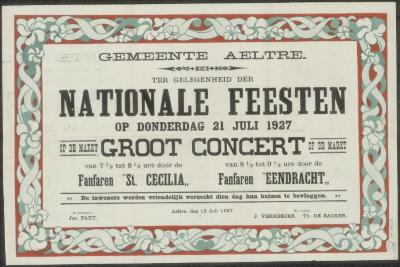 GEMEENTE AELTRE.
TER GELEGENHEID DER
NATIONALE FEESTEN
OP DONDERDAG 21 JULI 1927
OP DE MARKT GROOT CONCERT OP DE MARKT
van 7 1/2 tot 8 1/2 ure door de
Fanfaren "St. CECILIA„
van 8 1/2 tot 9 1/2 ure door de
Fanfaren "EENDRACHT„
De inwoners worden vriendelijk verzocht dien dag hun huizen te bevlaggen.
Aeltre, den 12 Juli 1927.
Jos. PAUT.
J. VERHERCKE. Th. DE BACKER.